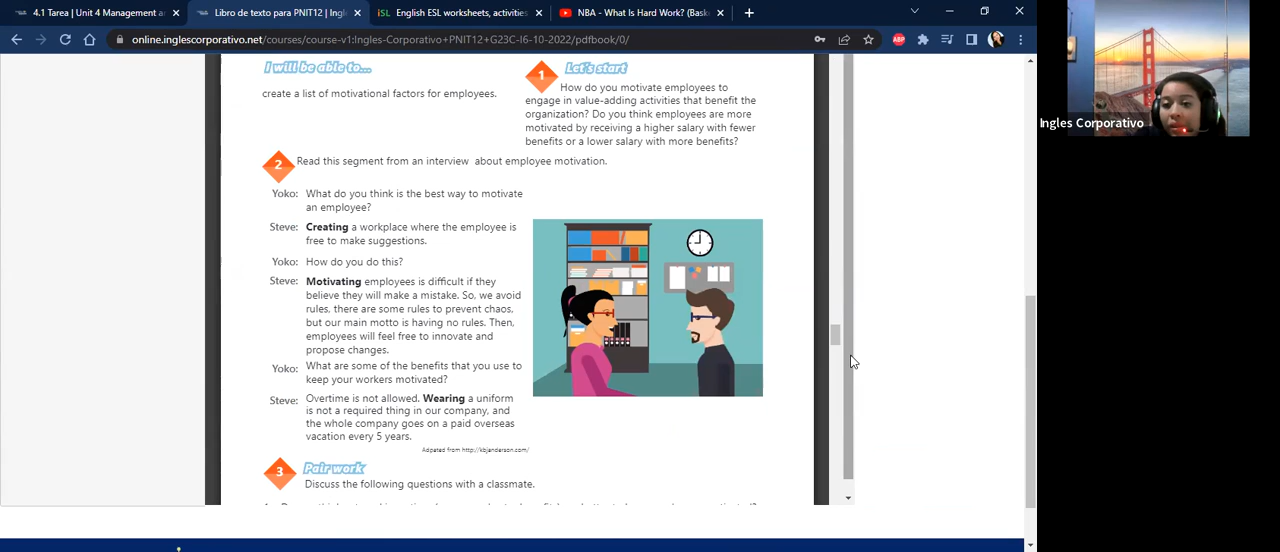 4.1 Tarea | Unit 4 Management ar
Libro de texto para PNIT12 | Ingl
iSL English ESL worksheets, activities
NBA - What Is Hard Work? (Bask
online.inglescorporativo.net/courses/course-v1:Ingles-Corporativo+PNIT12+G23C-I6-10-2022/pdfbook/0/
ABP
I will be able to...
create a list of motivational factors for employees.
1 Let's start
How do you motivate employees to
engage in value-adding activities that benefit the
organization? Do you think employees are more
motivated by receiving a higher salary with fewer
benefits or a lower salary with more benefits?
2 Read this segment from an interview about employee motivation.
Yoko: What do you think is the best way to motivate
an employee?
Steve: Creating a workplace where the employee is
free to make suggestions.
Yoko: How do you do this?
Steve: Motivating employees is difficult if they
believe they will make a mistake. So, we avoid
rules, there are some rules to prevent chaos,
but our main motto is having no rules. Then,
employees will feel free to innovate and
propose changes.
Yoko: What are some of the benefits that you use to
keep your workers motivated?
Steve: Overtime is not allowed. Wearing a uniform
is not a required thing in our company, and
the whole company goes on a paid overseas
vacation every 5 years.
Adpated from http://kbjanderson.com/
3 Pair work
Discuss the following questions with a classmate.
Ingles Corporativo